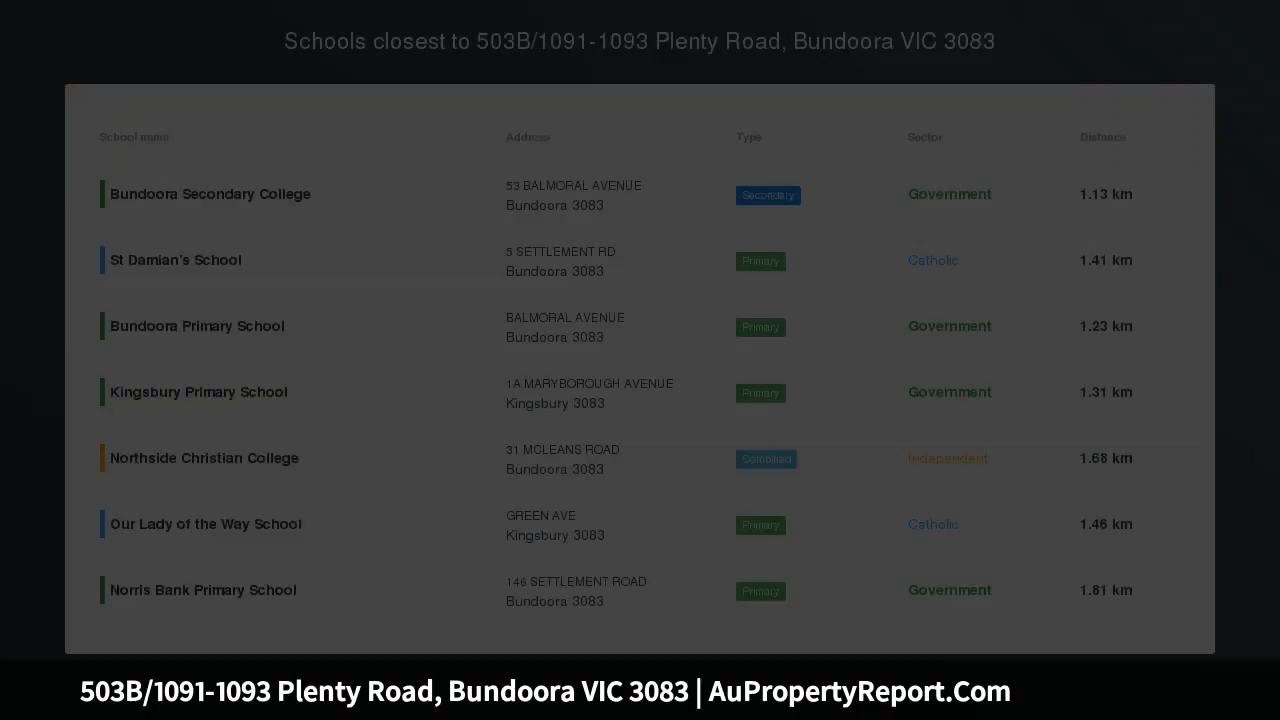 Schools closest to 503B/1091-1093 Plenty Road, Bundoora VIC 3083
School name Address Type Sector Distance
Bundoora Secondary College 53 BALMORAL AVENUE Bundoora 3083 Secondary Government 1.13 km
St Damian's School 5 SETTLEMENT RD Bundoora 3083 Primary Catholic 1.41 km
Bundoora Primary School BALMORAL AVENUE Bundoora 3083 Primary Government 1.23 km
Kingsbury Primary School 1A MARYBOROUGH AVENUE Kingsbury 3083 Primary Government 1.31 km
Northside Christian College 31 MCLEANS ROAD Bundoora 3083 Combined Independent 1.68 km
Our Lady of the Way School GREEN AVE Kingsbury 3083 Primary Catholic 1.46 km
Norris Bank Primary School 146 SETTLEMENT ROAD Bundoora 3083 Primary Government 1.81 km
503B/1091-1093 Plenty Road, Bundoora VIC 3083 | AuPropertyReport.Com